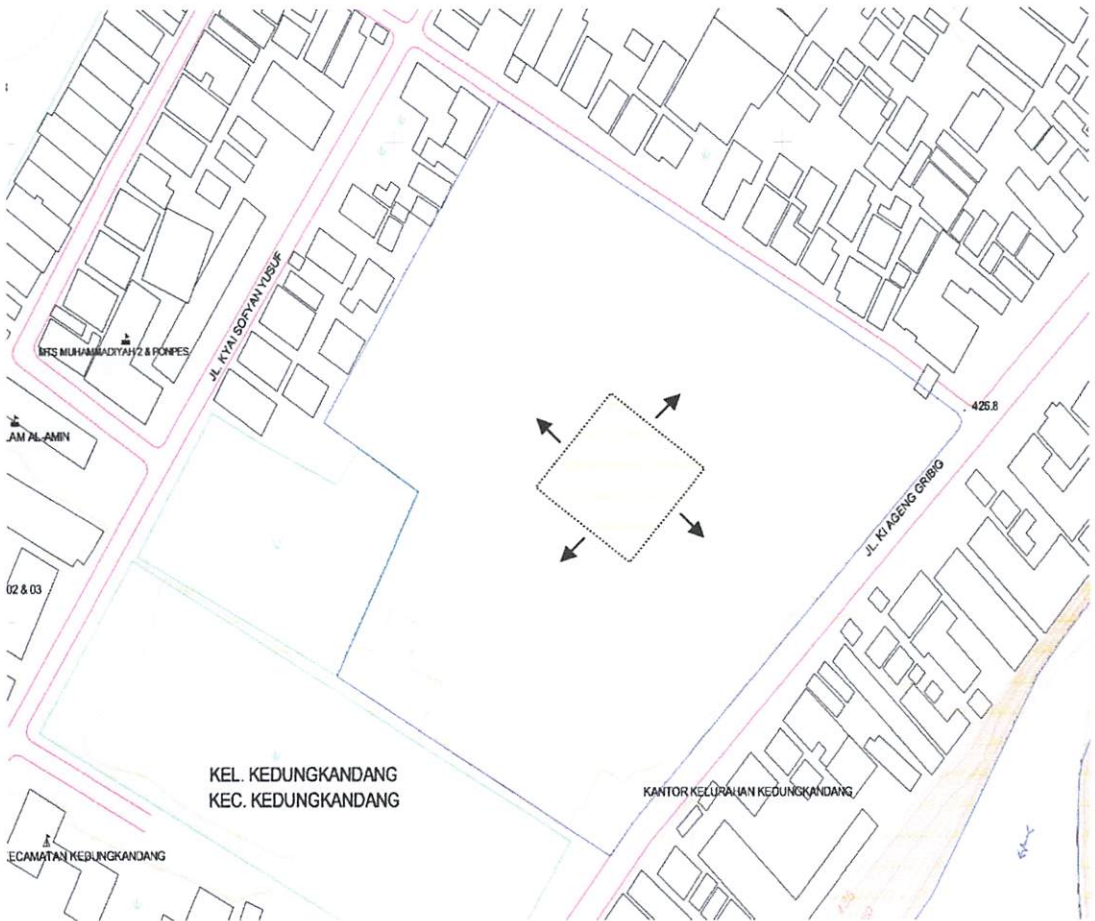 JL. KYAI SOFYAN YUSUF
MTS MUHAMMADIYAH 2 & PONPES
LAM AL-AMIN
426.8
JL. KI AGENG GRIBIG
02 & 03
KEL. KEDUNGKANDANG
KEC. KEDUNGKANDANG
KANTOR KELURAHAN KEDUNGKANDANG
ECAMATAN KEDUNGKANDANG